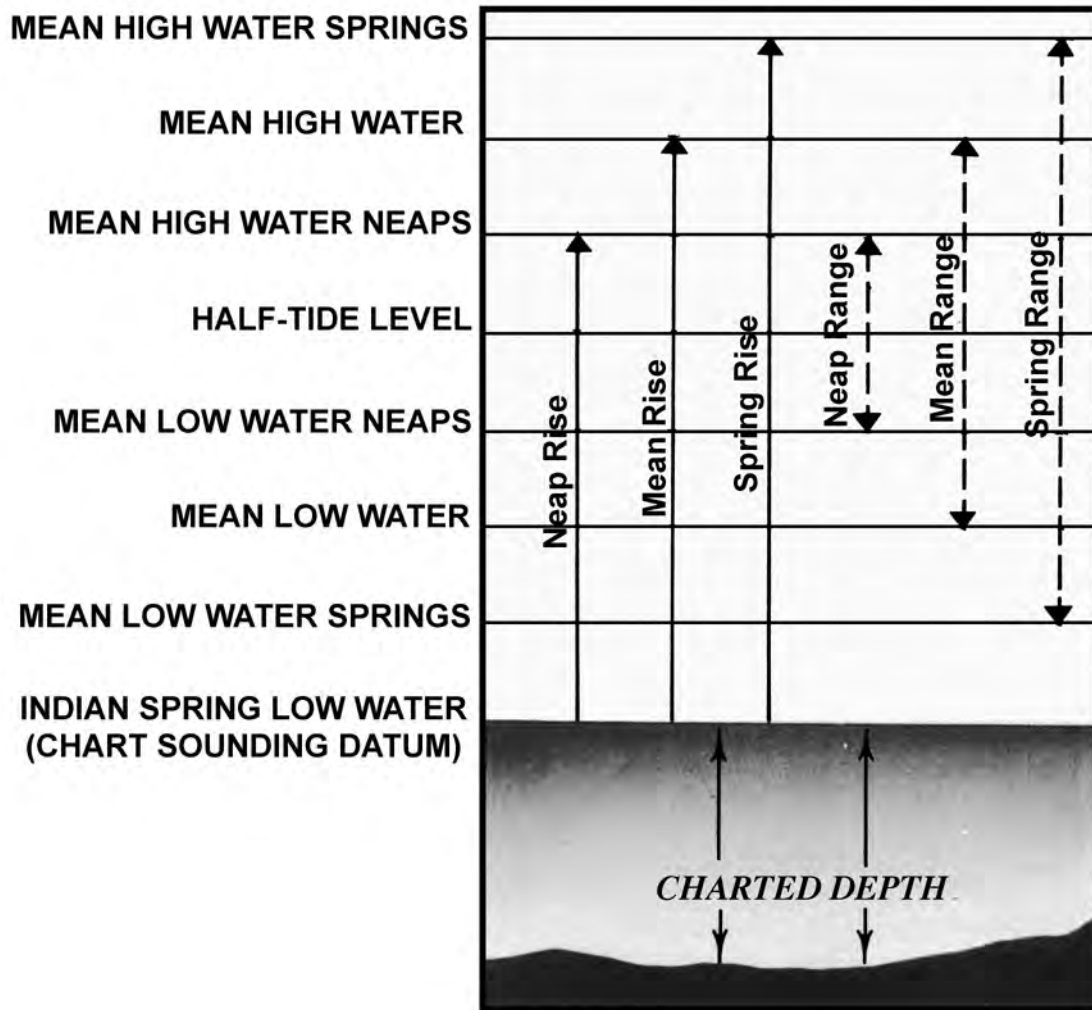 MEAN HIGH WATER SPRINGS
MEAN HIGH WATER
MEAN HIGH WATER NEAPS
HALF-TIDE LEVEL
MEAN LOW WATER NEAPS
MEAN LOW WATER
MEAN LOW WATER SPRINGS
INDIAN SPRING LOW WATER
(CHART SOUNDING DATUM)
Neap Rise
Mean Rise
Spring Rise
Neap Range
Mean Range
Spring Range
CHARTED DEPTH